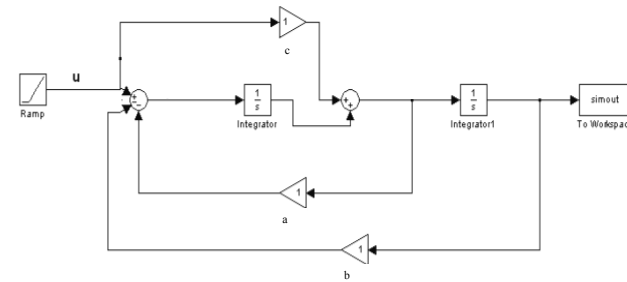 1
c
u
Ramp
+
−
−
1
s
Integrator
+
+
1
s
Integrator1
simout
To Workspac
1
a
1
b